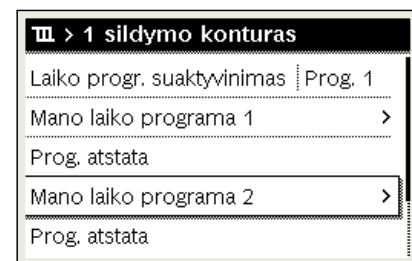 > 1 sildymo konturas
Laiko progr. suaktyvinimas Prog. 1
Mano laiko programa 1 >
Prog. atstata
Mano laiko programa 2 >
Prog. atstata